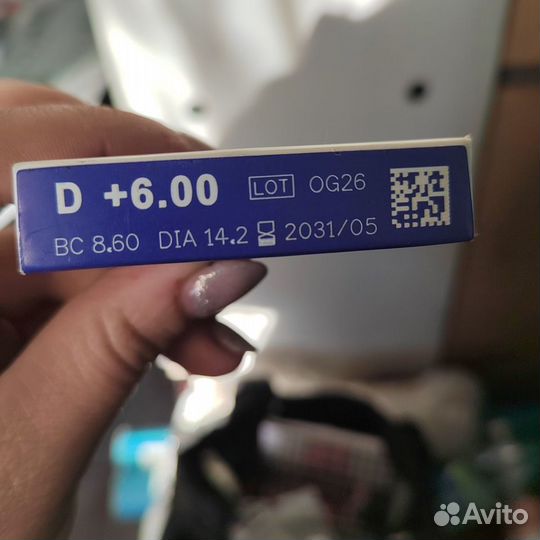 D +6.00 LOT OG26
BC 8.60 DIA 14.2 2031/05
Avito